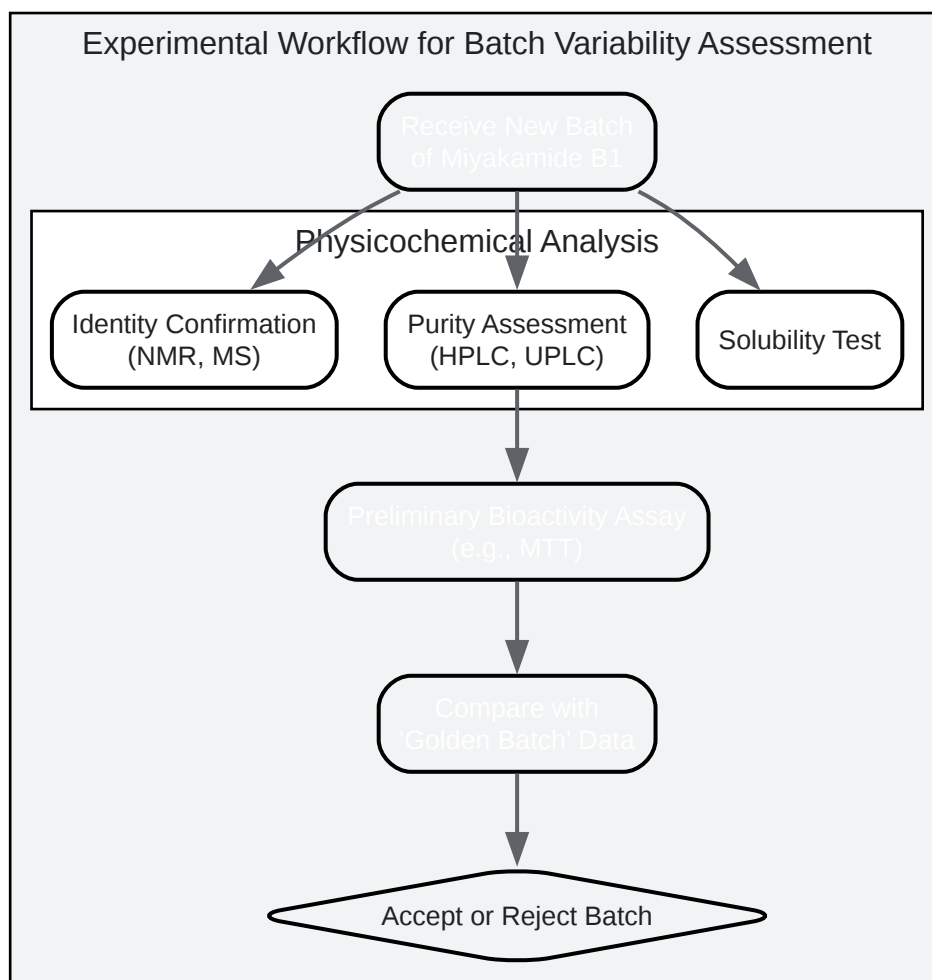 Experimental Workflow for Batch Variability Assessment
Receive New Batch
of Miyakamide B1
Physicochemical Analysis
Identity Confirmation
(NMR, MS)
Purity Assessment
(HPLC, UPLC)
Solubility Test
Preliminary Bioactivity Assay
(e.g., MTT)
Compare with
'Golden Batch' Data
Accept or Reject Batch